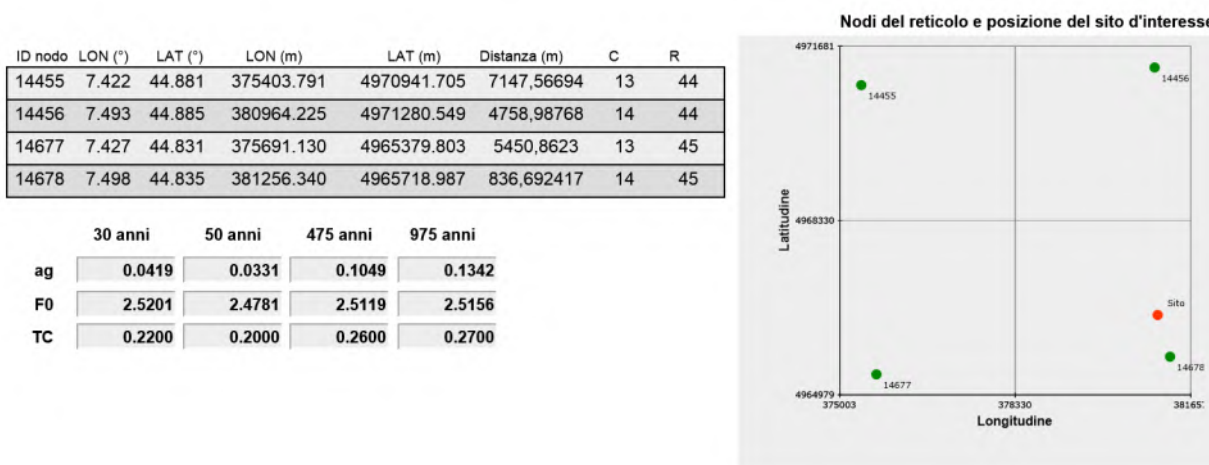 ID nodo LON (°) LAT (°) LON (m) LAT (m) Distanza (m) C R
14455 7.422 44.881 375403.791 4970941.705 7147,56694 13 44
14456 7.493 44.885 380964.225 4971280.549 4758,98768 14 44
14677 7.427 44.831 375691.130 4965379.803 5450,8623 13 45
14678 7.498 44.835 381256.340 4965718.987 836,692417 14 45
30 anni 50 anni 475 anni 975 anni
ag 0.0419 0.0331 0.1049 0.1342
F0 2.5201 2.4781 2.5119 2.5156
TC 0.2200 0.2000 0.2600 0.2700
Nodi del reticolo e posizione del sito d'interesse
4971681
14456
14455
Latitudine
4968330
Sito
14678
14677
4964979
375003 378330 38165
Longitudine